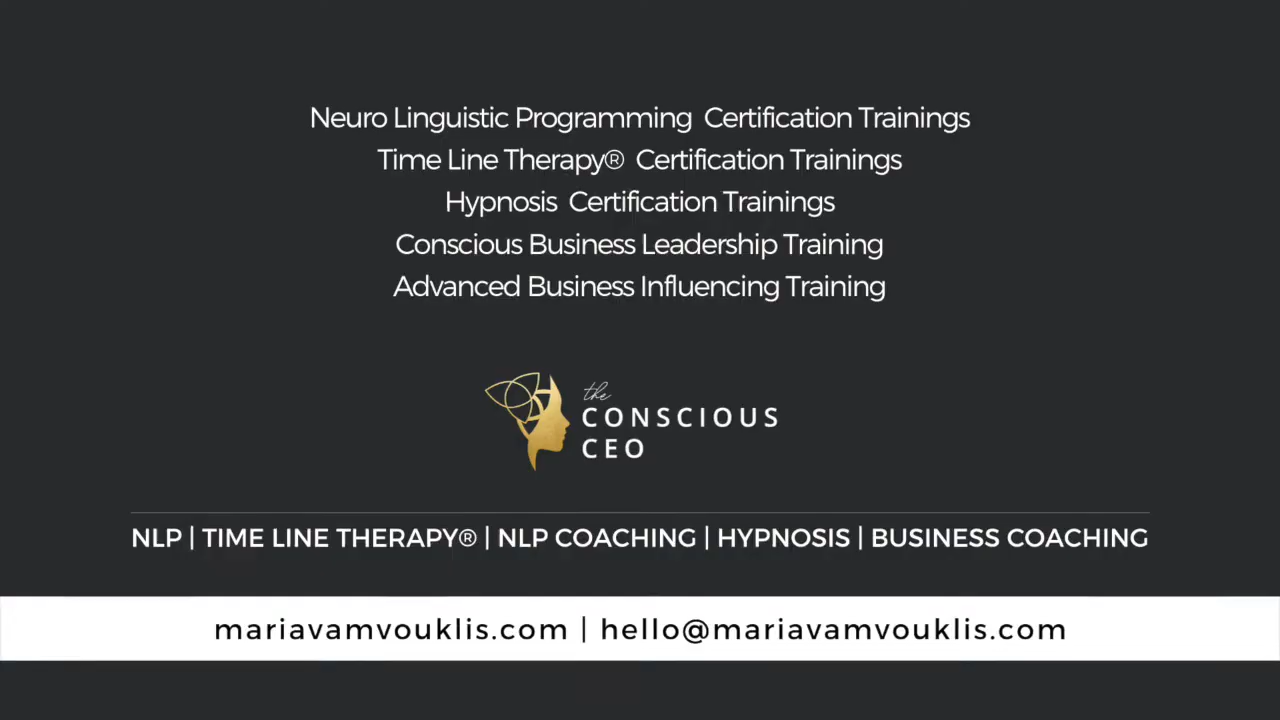 Neuro Linguistic Programming Certification Trainings
Time Line Therapy® Certification Trainings
Hypnosis Certification Trainings
Conscious Business Leadership Training
Advanced Business Influencing Training
the
CONSCIOUS
CEO
NLP | TIME LINE THERAPY® | NLP COACHING | HYPNOSIS | BUSINESS COACHING
mariavamvouklis.com | hello@mariavamvouklis.com